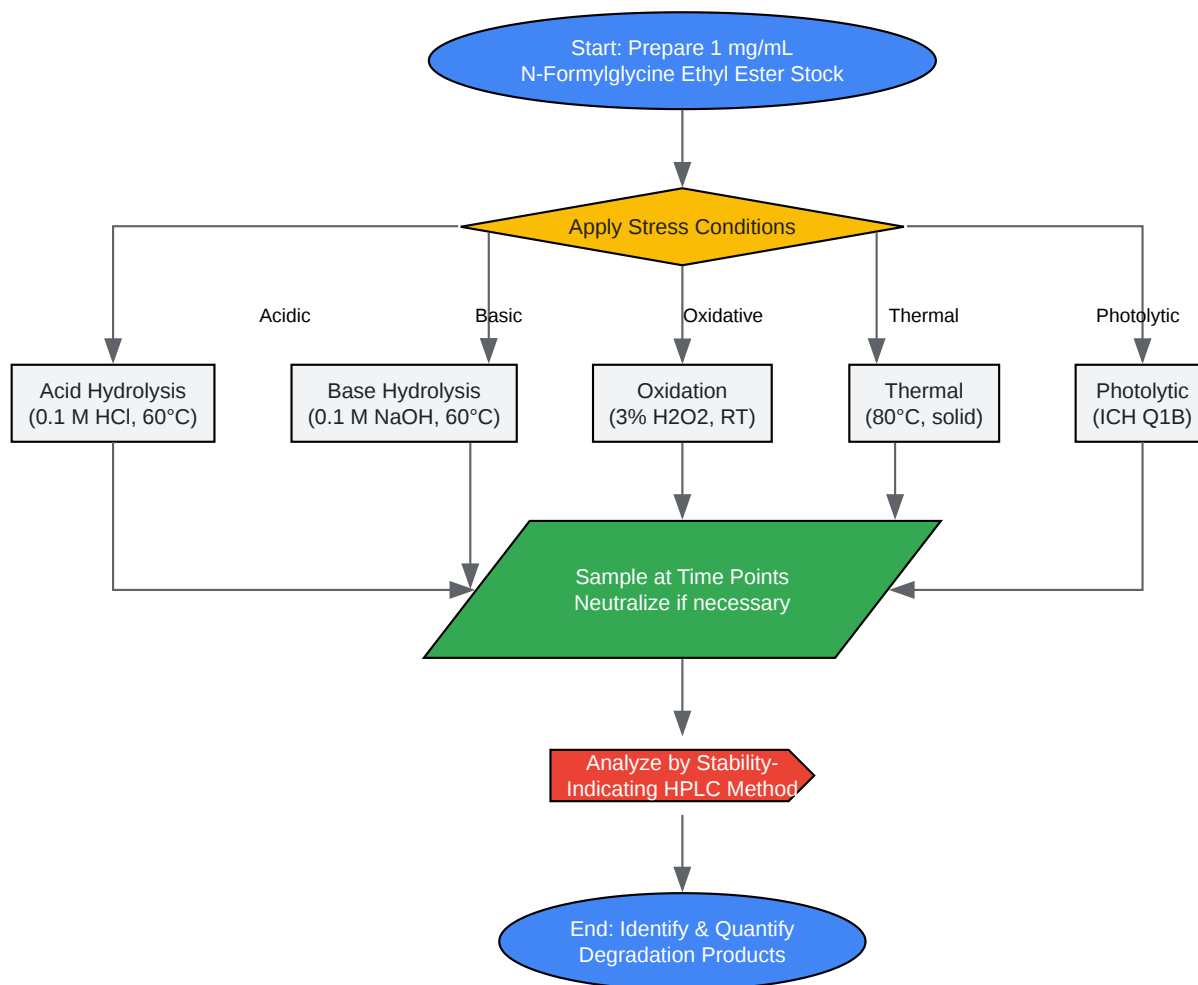 Start: Prepare 1 mg/mL
N-Formylglycine Ethyl Ester Stock
Apply Stress Conditions
Acidic
Basic
Oxidative
Thermal
Photolytic
Acid Hydrolysis
(0.1 M HCl, 60°C)
Base Hydrolysis
(0.1 M NaOH, 60°C)
Oxidation
(3% H2O2, RT)
Thermal
(80°C, solid)
Photolytic
(ICH Q1B)
Sample at Time Points
Neutralize if necessary
Analyze by Stability-
Indicating HPLC Method
End: Identify & Quantify
Degradation Products